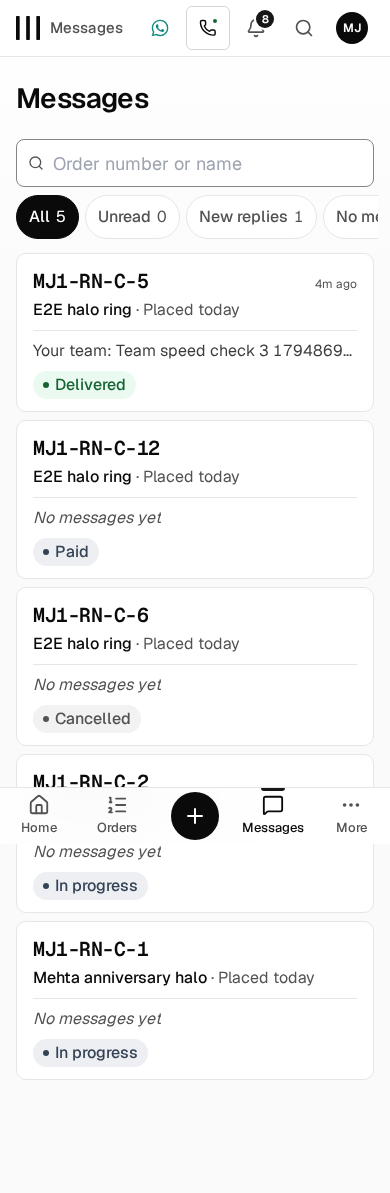 Messages
8
MJ
Messages
Order number or name
All 5
Unread 0
New replies 1
No me
MJ1-RN-C-5
4m ago
E2E halo ring · Placed today
Your team: Team speed check 3 1794869…
Delivered
MJ1-RN-C-12
E2E halo ring · Placed today
No messages yet
Paid
MJ1-RN-C-6
E2E halo ring · Placed today
No messages yet
Cancelled
MJ1-RN-C-2
Home
Orders
Messages
More
No messages yet
In progress
MJ1-RN-C-1
Mehta anniversary halo · Placed today
No messages yet
In progress